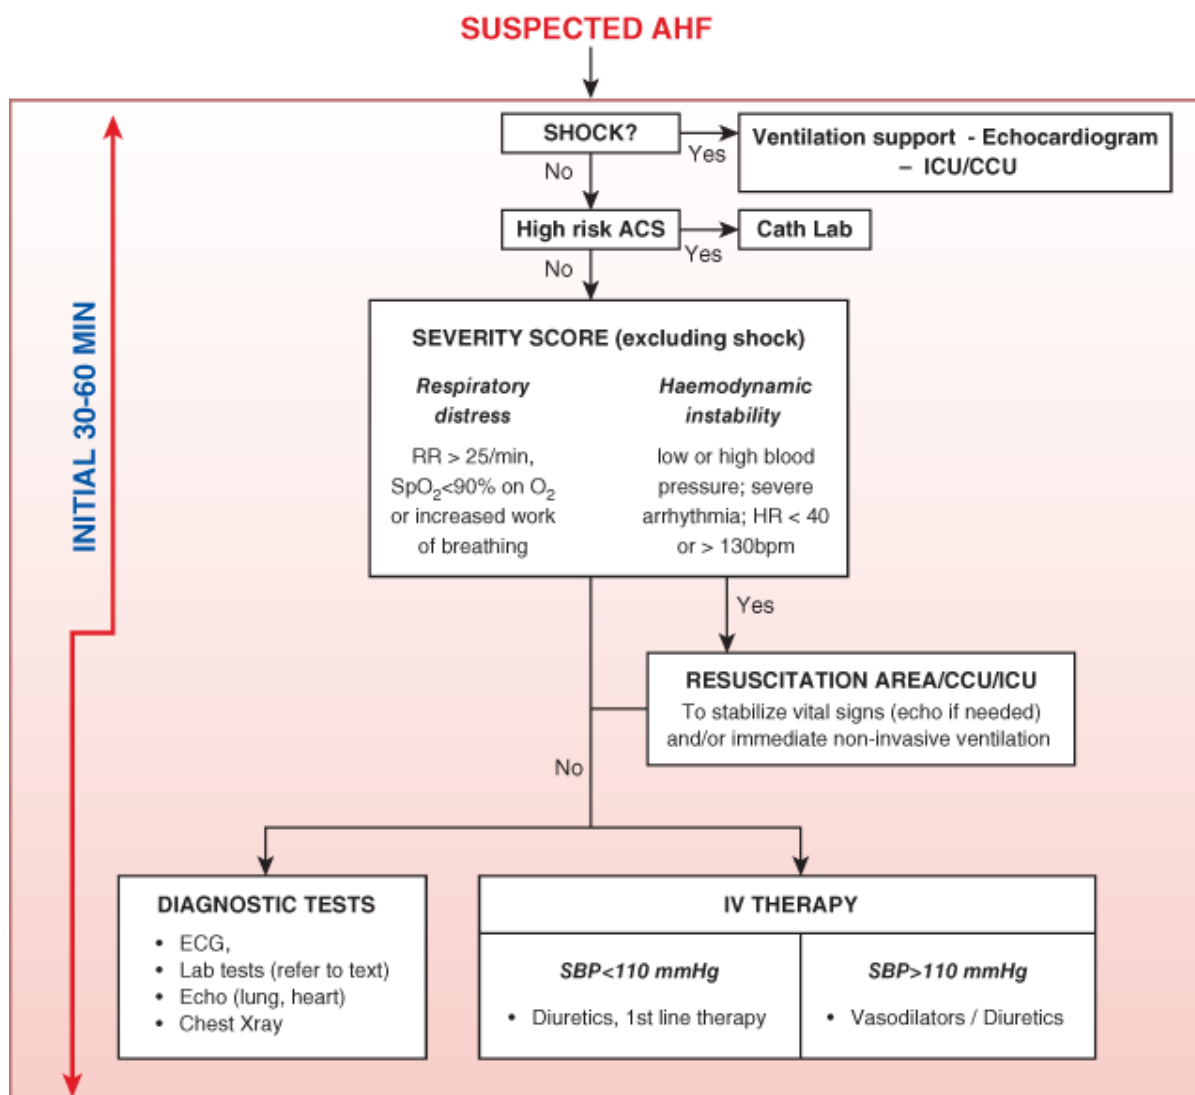 SUSPECTED AHF
SHOCK?
Yes
Ventilation support - Echocardiogram
– ICU/CCU
No
High risk ACS
Yes
Cath Lab
No
INITIAL 30-60 MIN
SEVERITY SCORE (excluding shock)
Respiratory
distress
RR > 25/min,
SpO₂<90% on O₂
or increased work
of breathing
Haemodynamic
instability
low or high blood
pressure; severe
arrhythmia; HR < 40
or > 130bpm
Yes
RESUSCITATION AREA/CCU/ICU
To stabilize vital signs (echo if needed)
and/or immediate non-invasive ventilation
No
DIAGNOSTIC TESTS
• ECG,
• Lab tests (refer to text)
• Echo (lung, heart)
• Chest Xray
IV THERAPY
SBP<110 mmHg
• Diuretics, 1st line therapy
SBP>110 mmHg
• Vasodilators / Diuretics